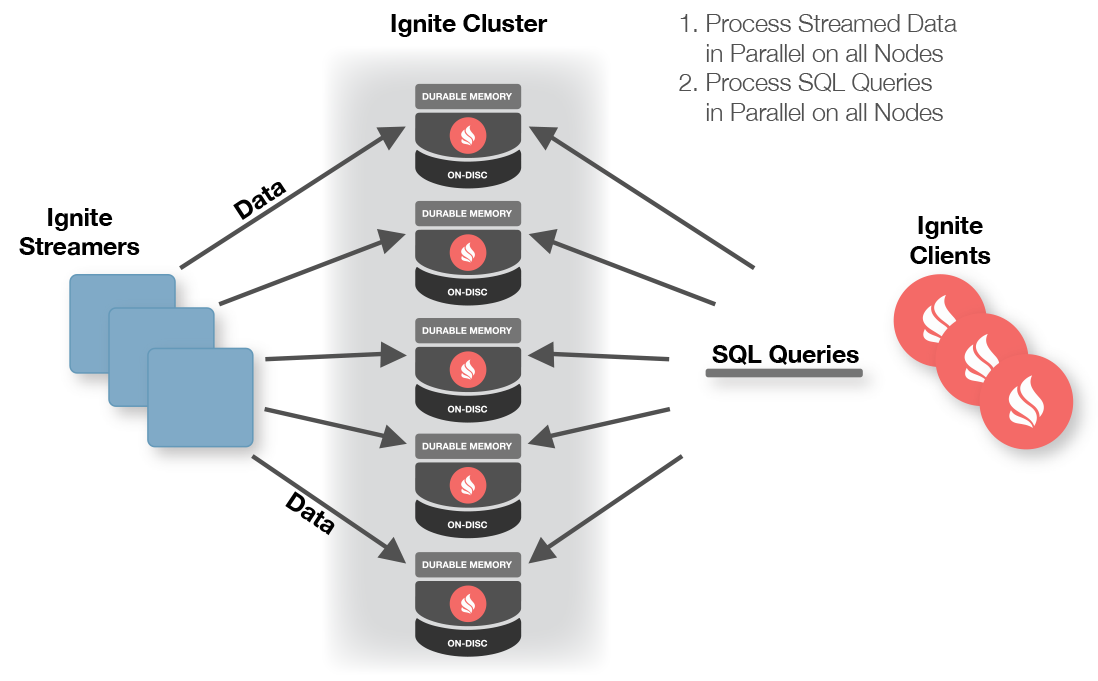 Ignite Cluster
1. Process Streamed Data
in Parallel on all Nodes
2. Process SQL Queries
in Parallel on all Nodes
Ignite
Streamers
Data
Data
DURABLE MEMORY
ON-DISC
DURABLE MEMORY
ON-DISC
DURABLE MEMORY
ON-DISC
DURABLE MEMORY
ON-DISC
DURABLE MEMORY
ON-DISC
SQL Queries
Ignite
Clients